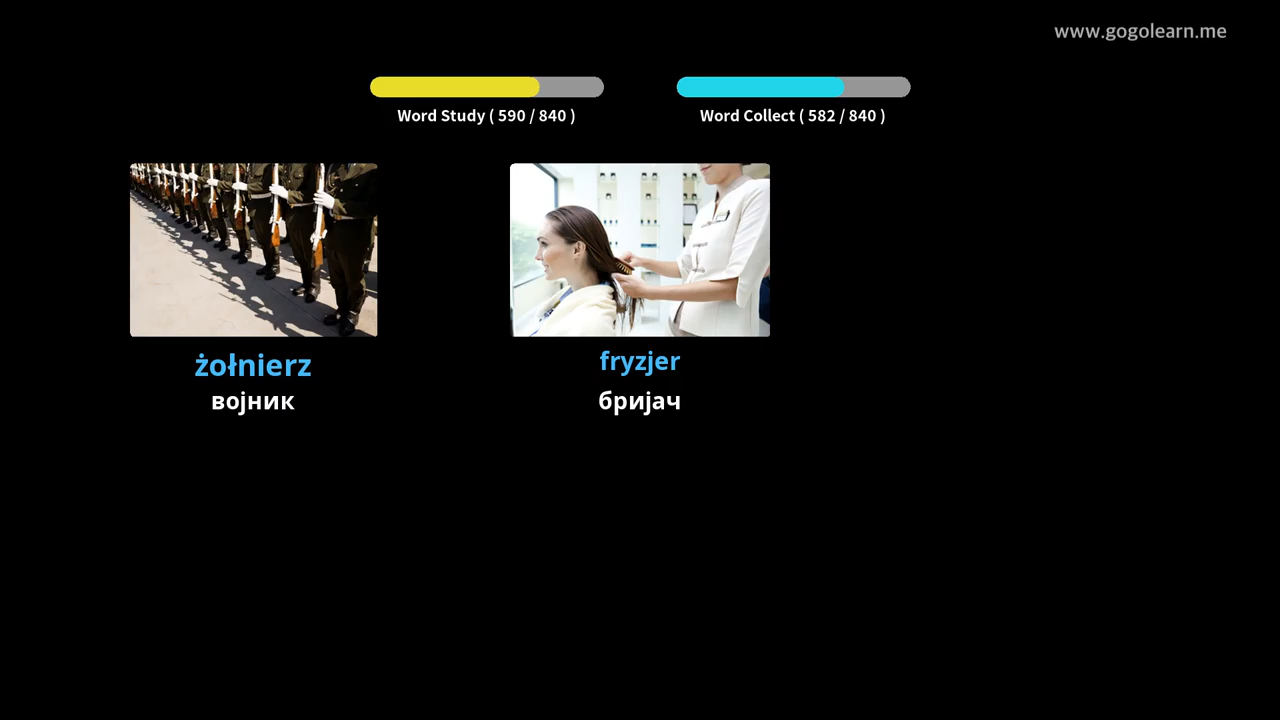 www.gogolearn.me
Word Study ( 590 / 840 )
Word Collect ( 582 / 840 )
żołnierz
војник
fryzjer
бријач